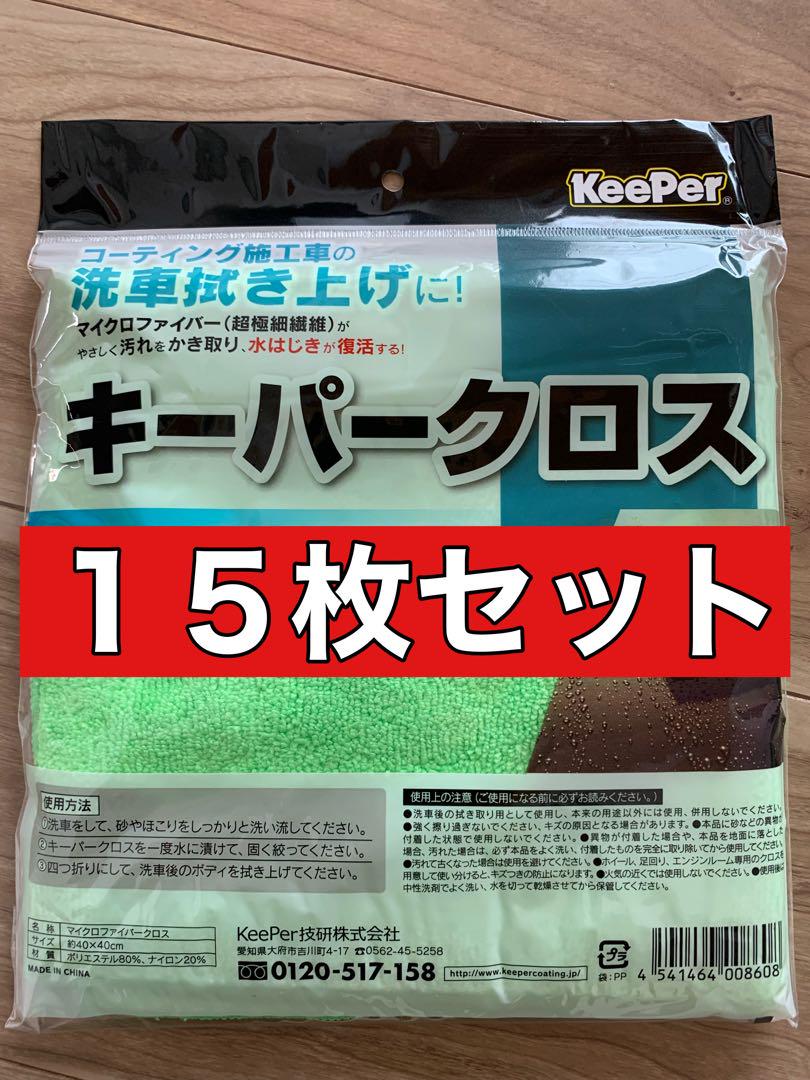 KeePer®
コーティング施工車の
洗車拭き上げに!
マイクロファイバー(超極細繊維)が
やさしく汚れをかき取り、水はじきが復活する!
キーパークロス
15枚セット
使用方法
①洗車をして、砂やほこりをしっかりと洗い流してください。
②キーパークロスを一度水に漬けて、固く絞ってください。
③四つ折りにして、洗車後のボディを拭き上げてください。
使用上の注意(ご使用になる前に必ずお読みください。)
●洗車後の拭き取り用として使用し、本来の用途以外には使用、併用しないでください。
●強く擦り過ぎないでください、キズの原因となる場合があります。●本品に砂などの異物が
付着した状態で使用しないでください。●異物が付着した場合や、本品を地面に落とした
場合、汚れた場合は、必ず本品をよく洗い、付着したものを完全に取り除いてから使用してください。
●汚れて古くなった場合は使用を避けてください。●ホイール、足回り、エンジンルーム専用のクロスを
用意して使い分けると、キズつきの防止になります。●火気の近くでは使用しないでください。●使用後は
中性洗剤でよく洗い、水を切って乾燥させてから保管してください。
名 称 マイクロファイバークロス
サイズ 約40×40cm
材 質 ポリエステル80%、ナイロン20%
MADE IN CHINA
KeePer技研株式会社
愛知県大府市吉川町4-17 ☎0562-45-5258
0120-517-158
http://www.keepercoating.jp/
プラ
袋:PP
4 541464 008608